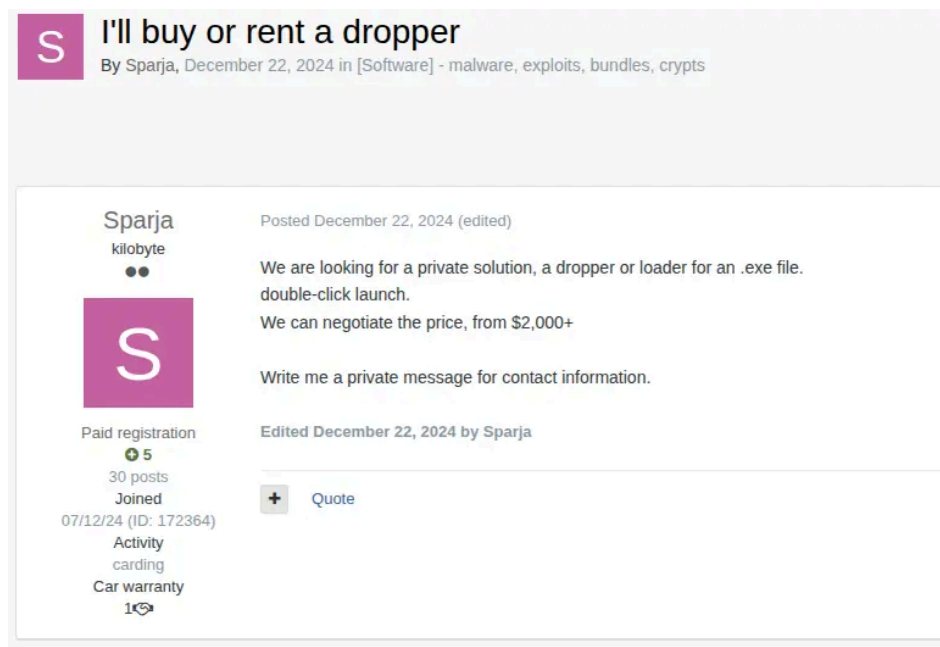 S
I'll buy or rent a dropper
By Sparja, December 22, 2024 in [Software] - malware, exploits, bundles, crypts
Sparja
kilobyte
S
Paid registration
5
30 posts
Joined
07/12/24 (ID: 172364)
Activity
carding
Car warranty
1
Posted December 22, 2024 (edited)
We are looking for a private solution, a dropper or loader for an .exe file.
double-click launch.
We can negotiate the price, from $2,000+
Write me a private message for contact information.
Edited December 22, 2024 by Sparja
+ Quote